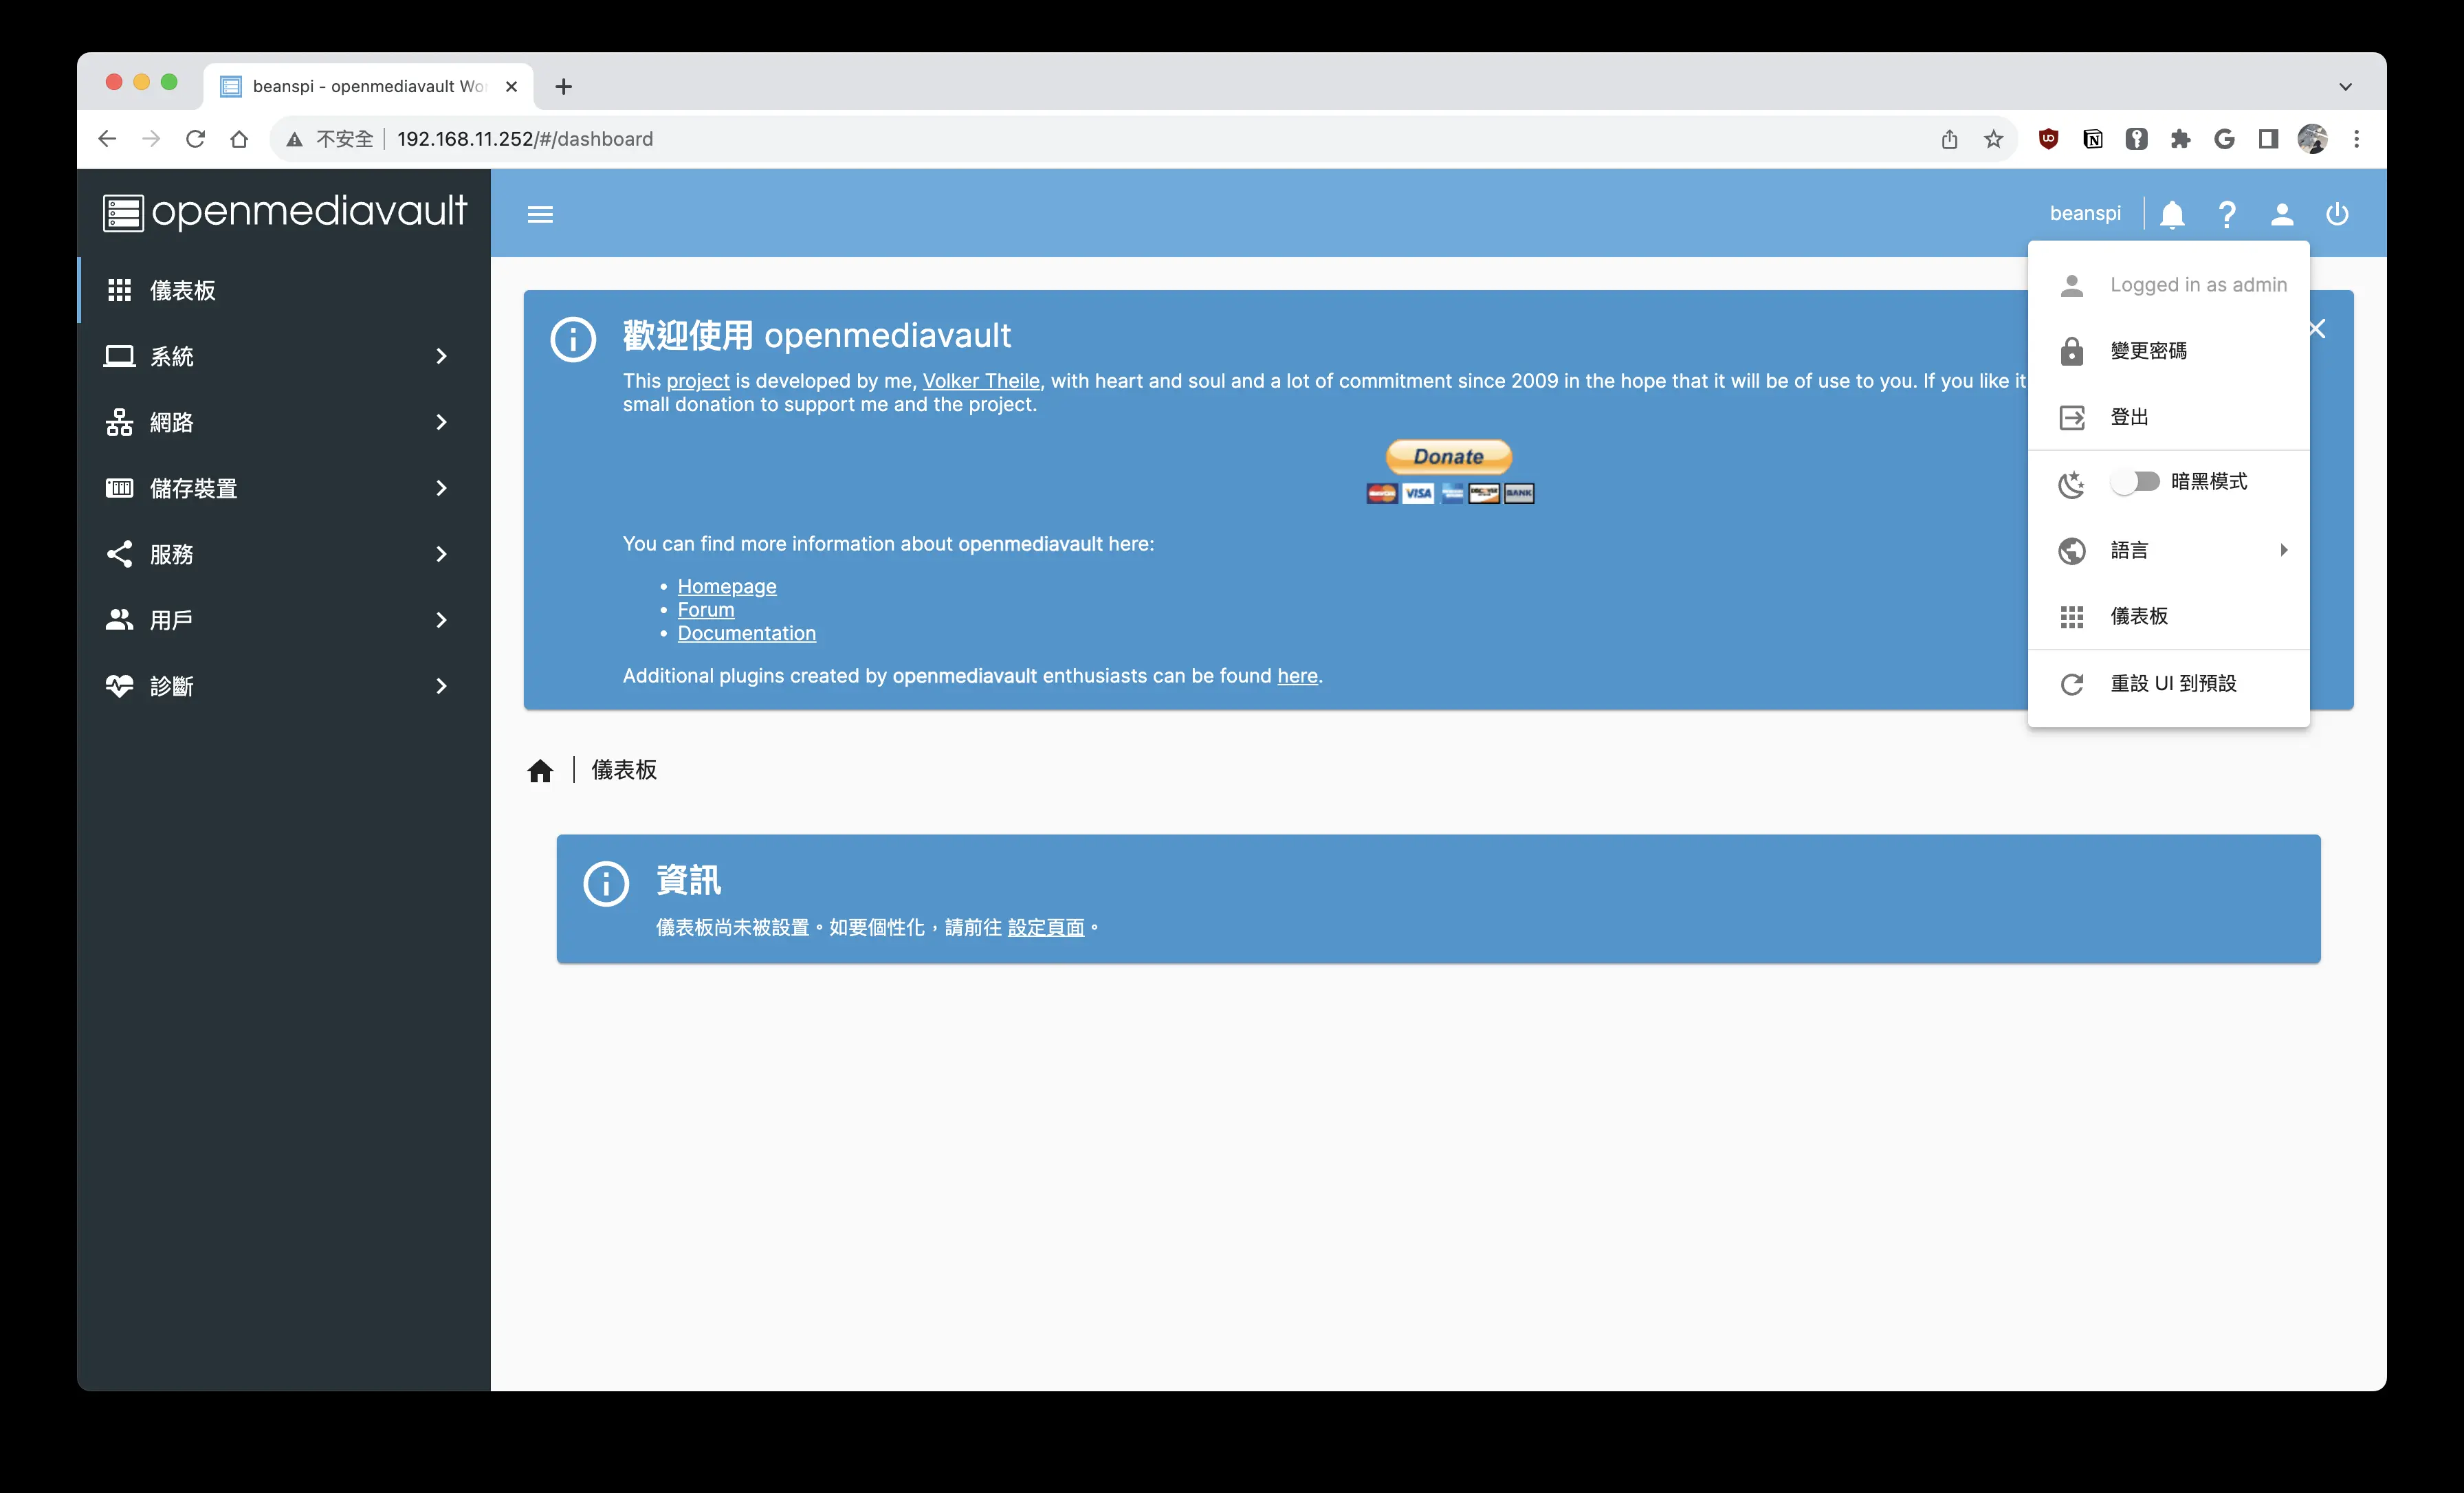 beanspi - openmediavault Wo
不安全
192.168.11.252/#/dashboard
openmediavault
beanspi
儀表板
系統
網路
儲存裝置
服務
用戶
診斷
歡迎使用 openmediavault
This project is developed by me, Volker Theile, with heart and soul and a lot of commitment since 2009 in the hope that it will be of use to you. If you like it
small donation to support me and the project.
Donate
VISA
DISCOVER
BANK
You can find more information about openmediavault here:
• Homepage
• Forum
• Documentation
Additional plugins created by openmediavault enthusiasts can be found here.
Logged in as admin
變更密碼
登出
暗黑模式
語言
儀表板
重設 UI 到預設
儀表板
資訊
儀表板尚未被設置。如要個性化，請前往 設定頁面。